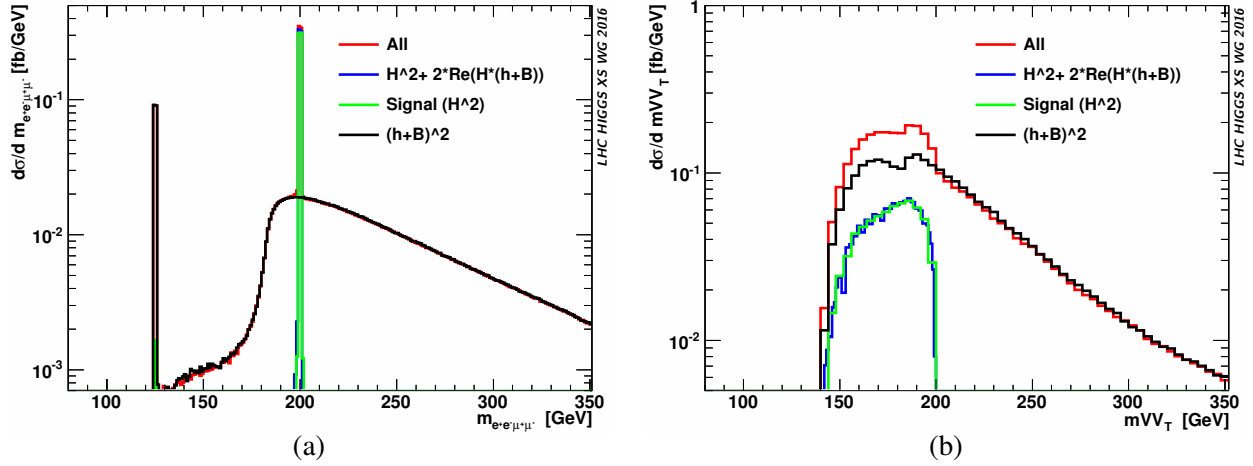 dσ/d m_{e⁺e⁻μ⁺μ⁻} [fb/GeV]
10⁻¹
10⁻²
10⁻³
All
H^2+ 2*Re(H*(h+B))
Signal (H^2)
(h+B)^2
LHC HIGGS XS WG 2016
100 150 200 250 300 350
m_{e⁺e⁻μ⁺μ⁻} [GeV]
(a)
dσ/d mVV_T [fb/GeV]
1
10⁻¹
10⁻²
All
H^2+ 2*Re(H*(h+B))
Signal (H^2)
(h+B)^2
LHC HIGGS XS WG 2016
100 150 200 250 300 350
mVV_T [GeV]
(b)